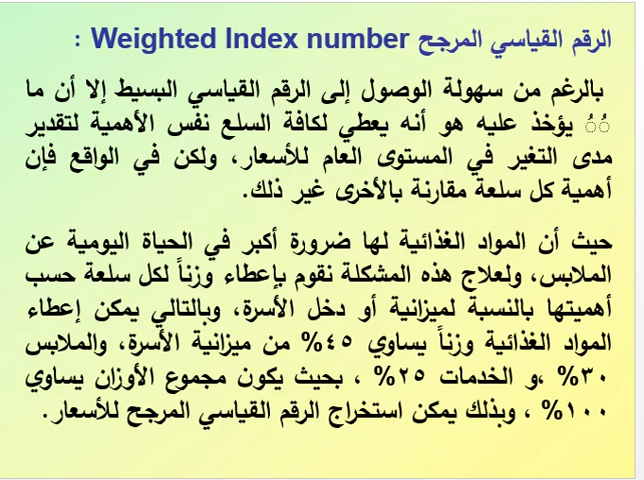 الرقم القياسي المرجح Weighted Index number :
بالرغم من سهولة الوصول إلى الرقم القياسي البسيط إلا أن ما
ُُ يؤخذ عليه هو أنه يعطي لكافة السلع نفس الأهمية لتقدير
مدى التغير في المستوى العام للأسعار، ولكن في الواقع فإن
أهمية كل سلعة مقارنة بالأخرى غير ذلك.
حيث أن المواد الغذائية لها ضرورة أكبر في الحياة اليومية عن
الملابس، ولعلاج هذه المشكلة نقوم بإعطاء وزناً لكل سلعة حسب
أهميتها بالنسبة لميزانية أو دخل الأسرة، وبالتالي يمكن إعطاء
المواد الغذائية وزناً يساوي ٤٥% من ميزانية الأسرة، والملابس
٣٠% ،و الخدمات ٢٥% ، بحيث يكون مجموع الأوزان يساوي
١٠٠% ، وبذلك يمكن استخراج الرقم القياسي المرجح للأسعار.